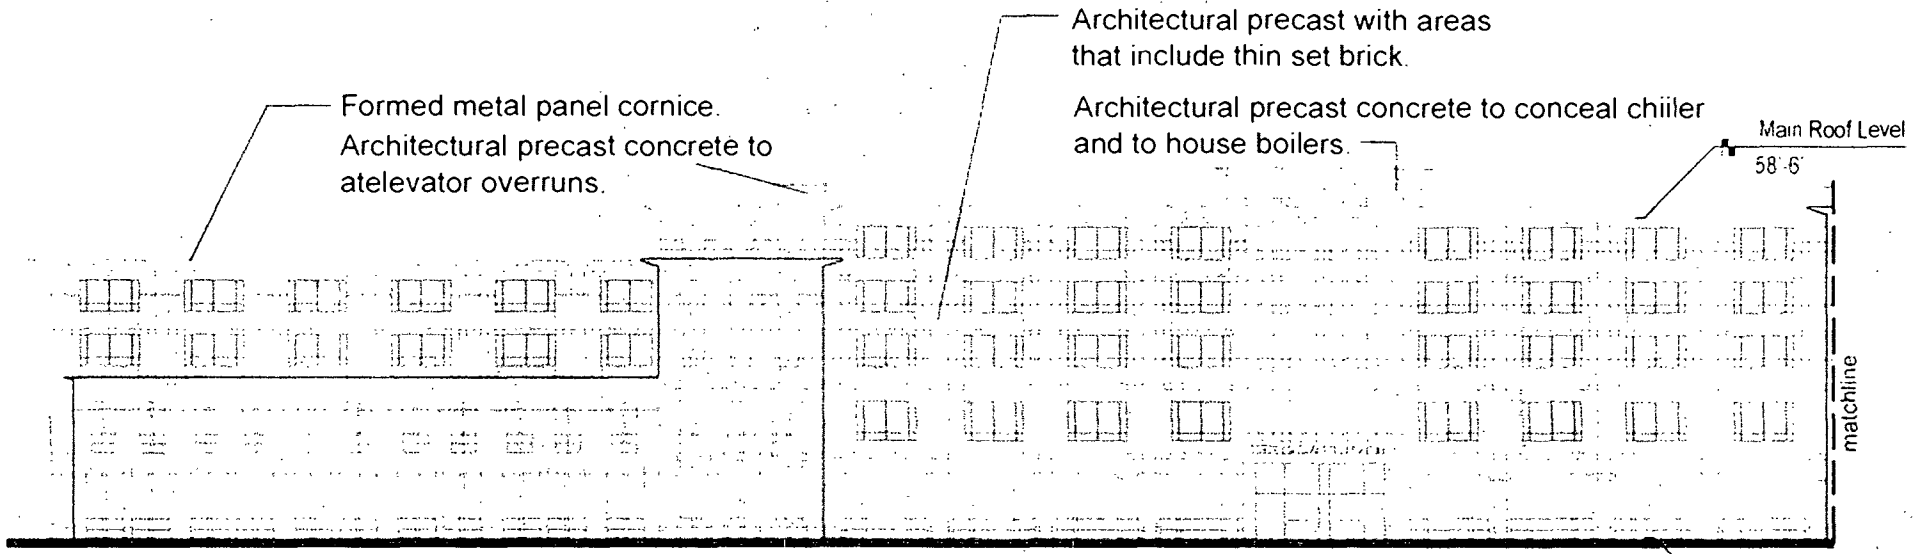 Architectural precast with areas
that include thin set brick.
Formed metal panel cornice.
Architectural precast concrete to
atelevator overruns.
Architectural precast concrete to conceal chiller
and to house boilers.
Main Roof Level
58'-6"
matchline